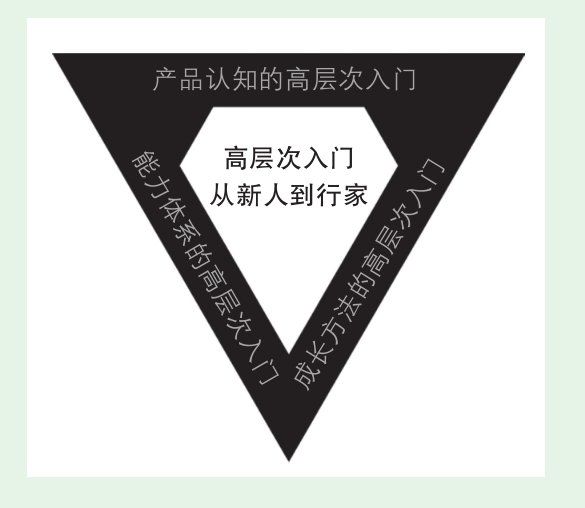 产品认知的高层次入门
高层次入门
从新人到行家
能力体系的高层次入门
成长方法的高层次入门